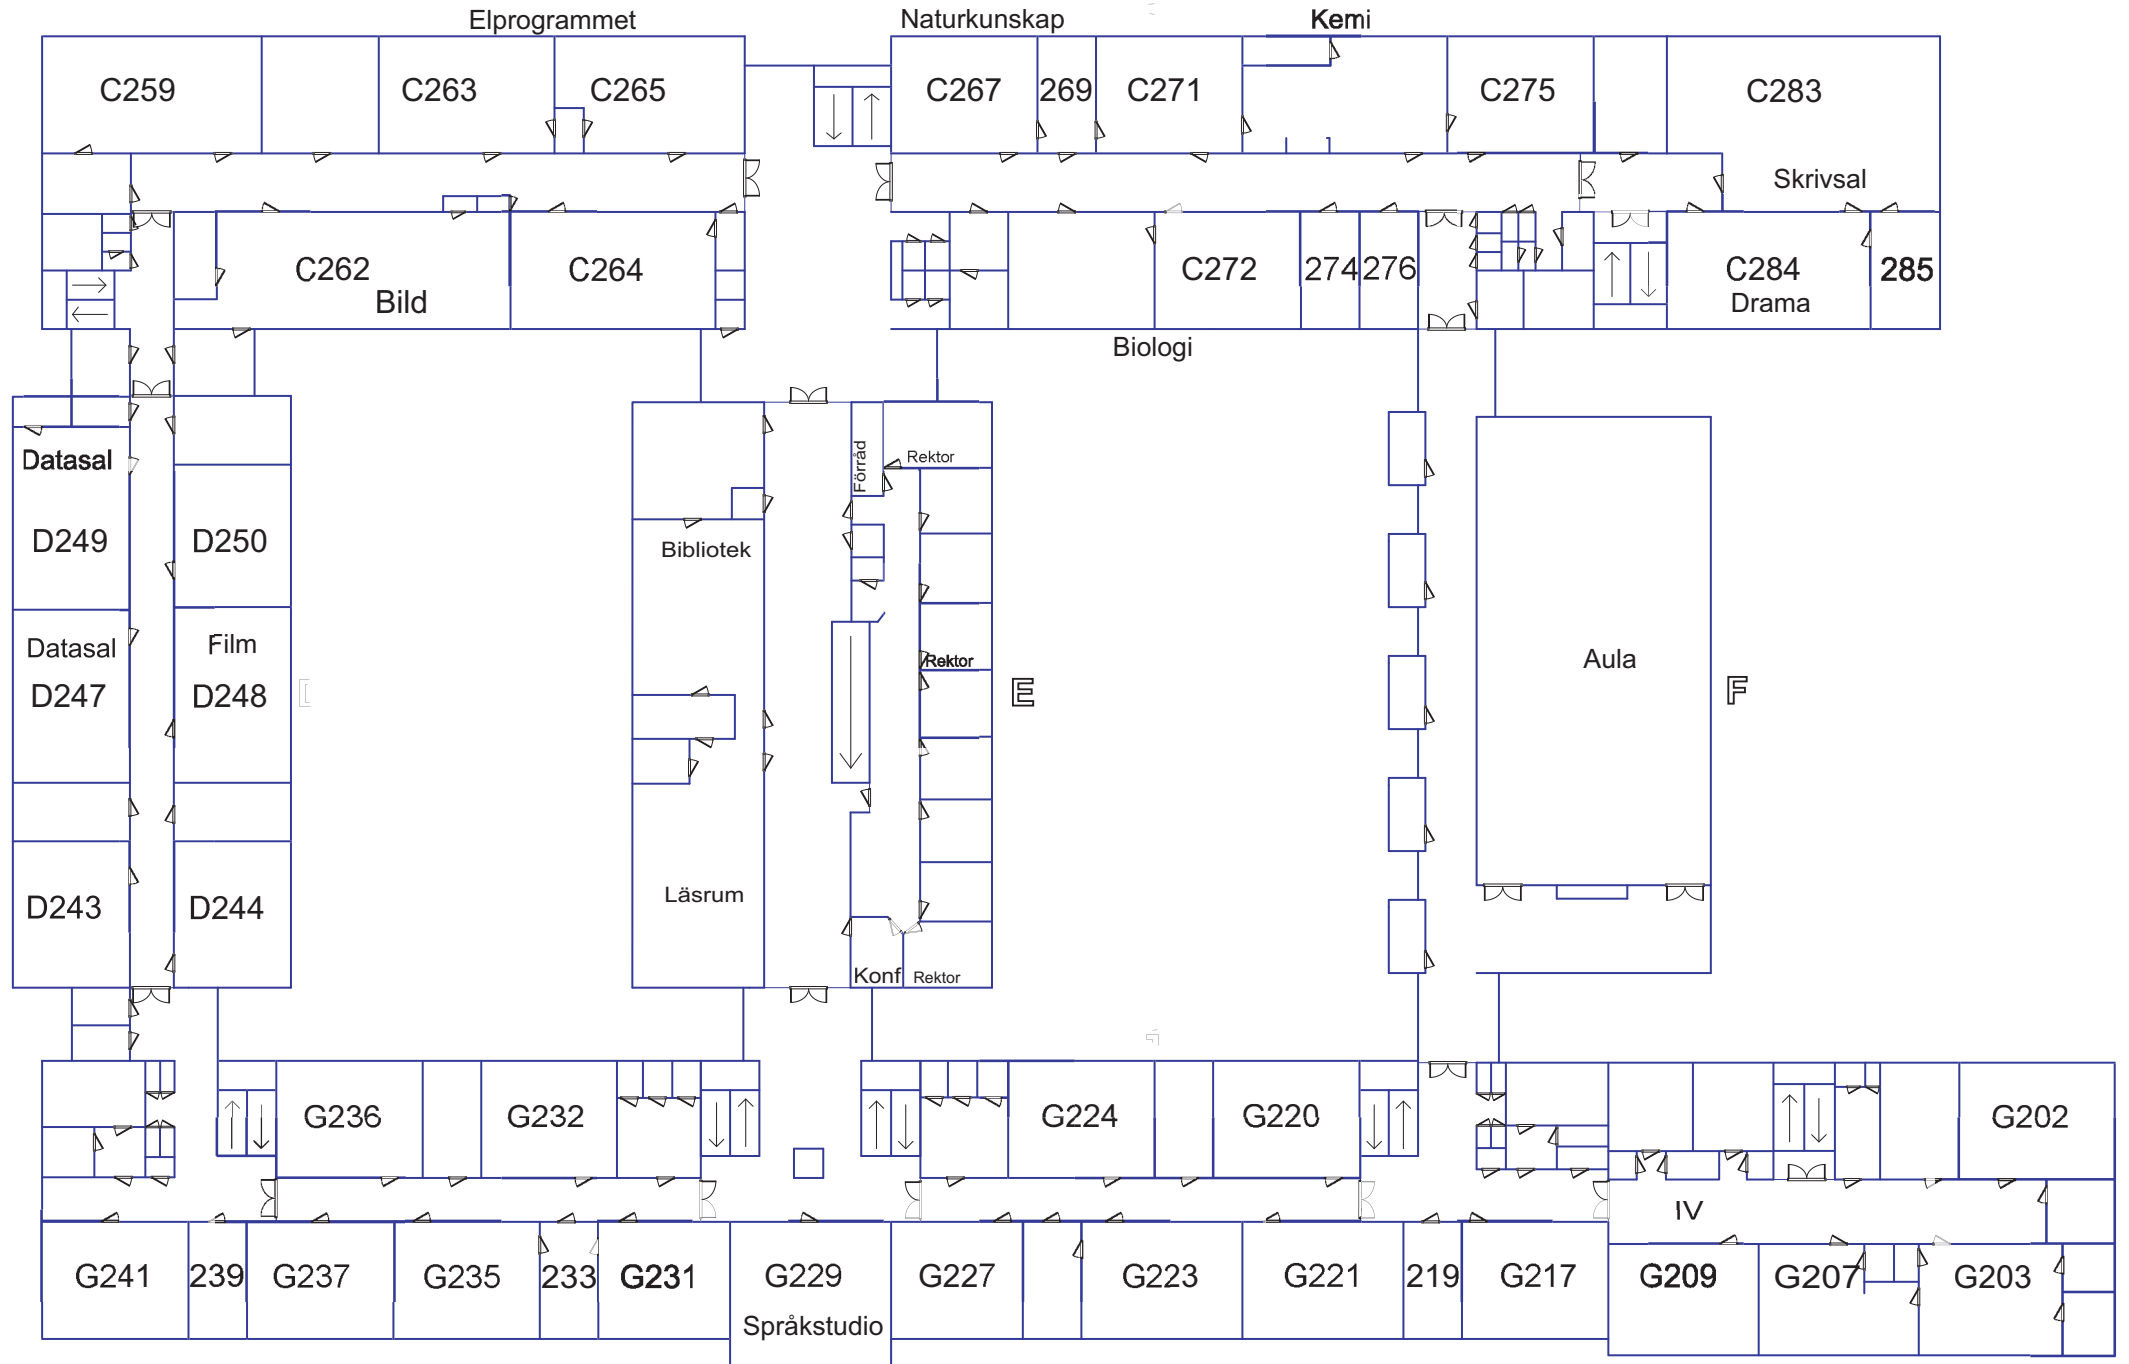 Elprogrammet
Naturkunskap
Kemi
C259
C263
C265
C267
269
C271
C275
C283
Skrivsal
C262
Bild
C264
C272
274
276
C284
Drama
285
Biologi
Datasal
D249
D250
Datasal
D247
Film
D248
D243
D244
Förråd
Rektor
Bibliotek
Rektor
E
Läsrum
Konf
Rektor
Aula
F
G236
G232
G224
G220
G202
IV
G241
239
G237
G235
233
G231
G229
Språkstudio
G227
G223
G221
219
G217
G209
G207
G203